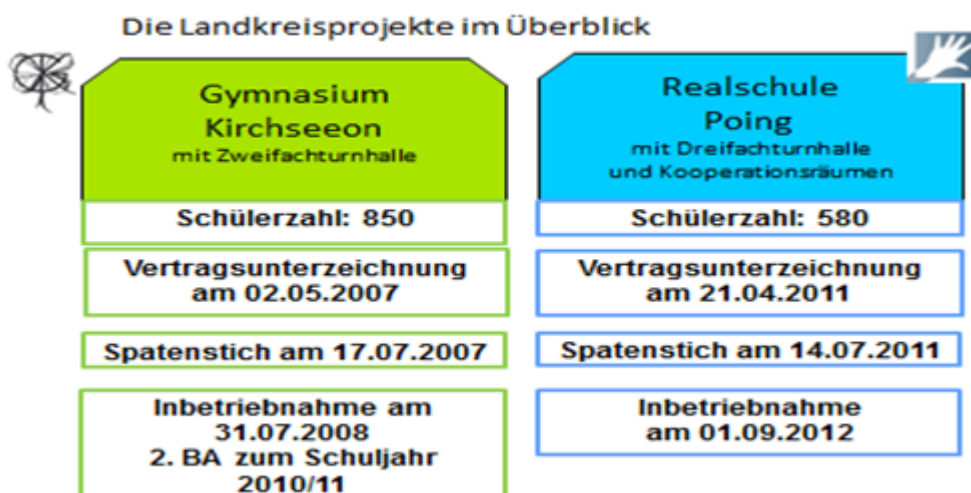 Die Landkreisprojekte im Überblick
Gymnasium
Kirchseeon
mit Zweifachturnhalle
Schülerzahl: 850
Vertragsunterzeichnung
am 02.05.2007
Spatenstich am 17.07.2007
Inbetriebnahme am
31.07.2008
2. BA zum Schuljahr
2010/11
Realschule
Poing
mit Dreifachturnhalle
und Kooperationsräumen
Schülerzahl: 580
Vertragsunterzeichnung
am 21.04.2011
Spatenstich am 14.07.2011
Inbetriebnahme
am 01.09.2012